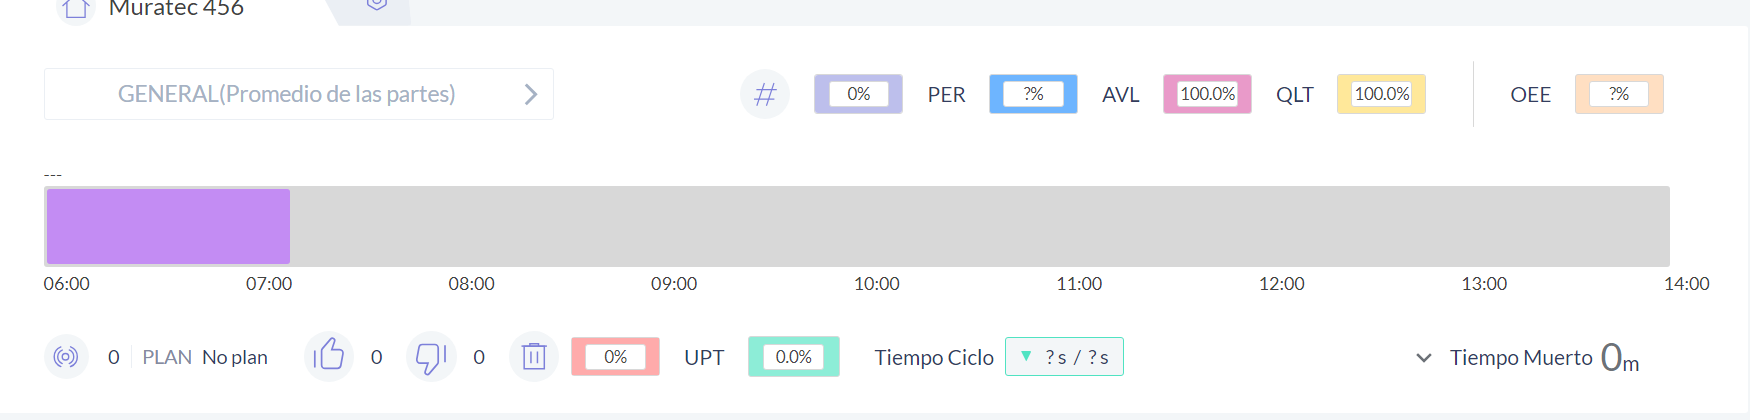 Muratec 456
GENERAL(Promedio de las partes)
# 0% PER ?% AVL 100.0% QLT 100.0% OEE ?%
---
06:00 07:00 08:00 09:00 10:00 11:00 12:00 13:00 14:00
0 PLAN No plan 0 0 0% UPT 0.0% Tiempo Ciclo ▼ ?s / ?s Tiempo Muerto 0m